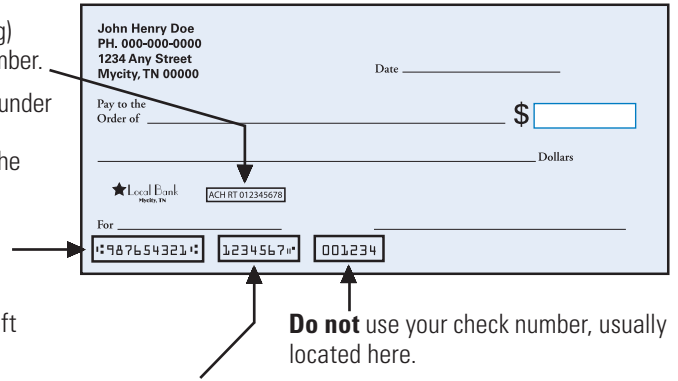 g)
mber.
under
he
ft
John Henry Doe
PH. 000-000-0000
1234 Any Street
Mycity, TN 00000
Date
Pay to the
Order of
$
Dollars
Local Bank
Mycity, TN
ACH RT 012345678
For
⑆987654321⑆ 1234567⑈ 001234
Do not use your check number, usually
located here.